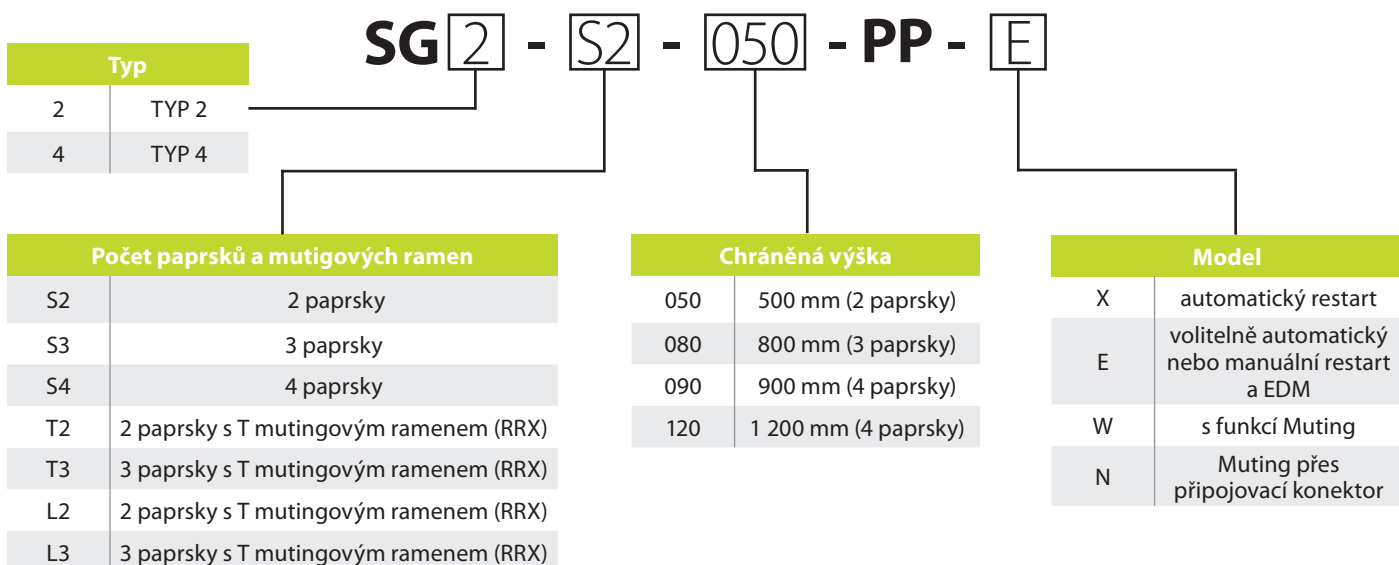 SG 2 - S2 - 050 - PP - E
Typ
2 TYP 2
4 TYP 4
Počet paprsků a mutigových ramen
S2 2 paprsky
S3 3 paprsky
S4 4 paprsky
T2 2 paprsky s T mutingovým ramenem (RRX)
T3 3 paprsky s T mutingovým ramenem (RRX)
L2 2 paprsky s T mutingovým ramenem (RRX)
L3 3 paprsky s T mutingovým ramenem (RRX)
Chráněná výška
050 500 mm (2 paprsky)
080 800 mm (3 paprsky)
090 900 mm (4 paprsky)
120 1 200 mm (4 paprsky)
Model
X automatický restart
volitelně automatický
E nebo manuální restart
a EDM
W s funkcí Muting
N Muting přes
připojovací konektor